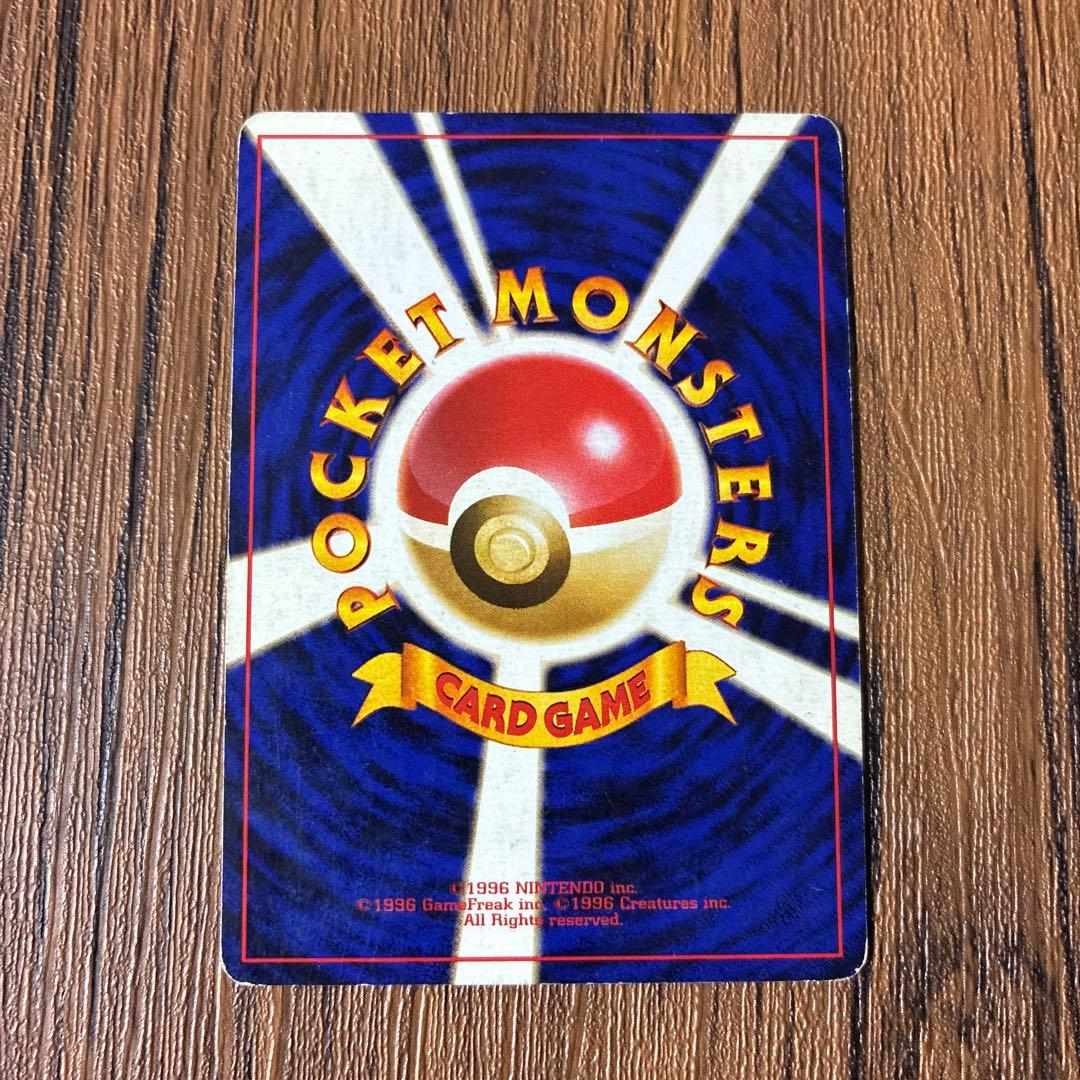 POCKET MONSTERS
CARD GAME
©1996 NINTENDO inc.
©1996 GameFreak inc. ©1996 Creatures inc.
All Rights reserved.